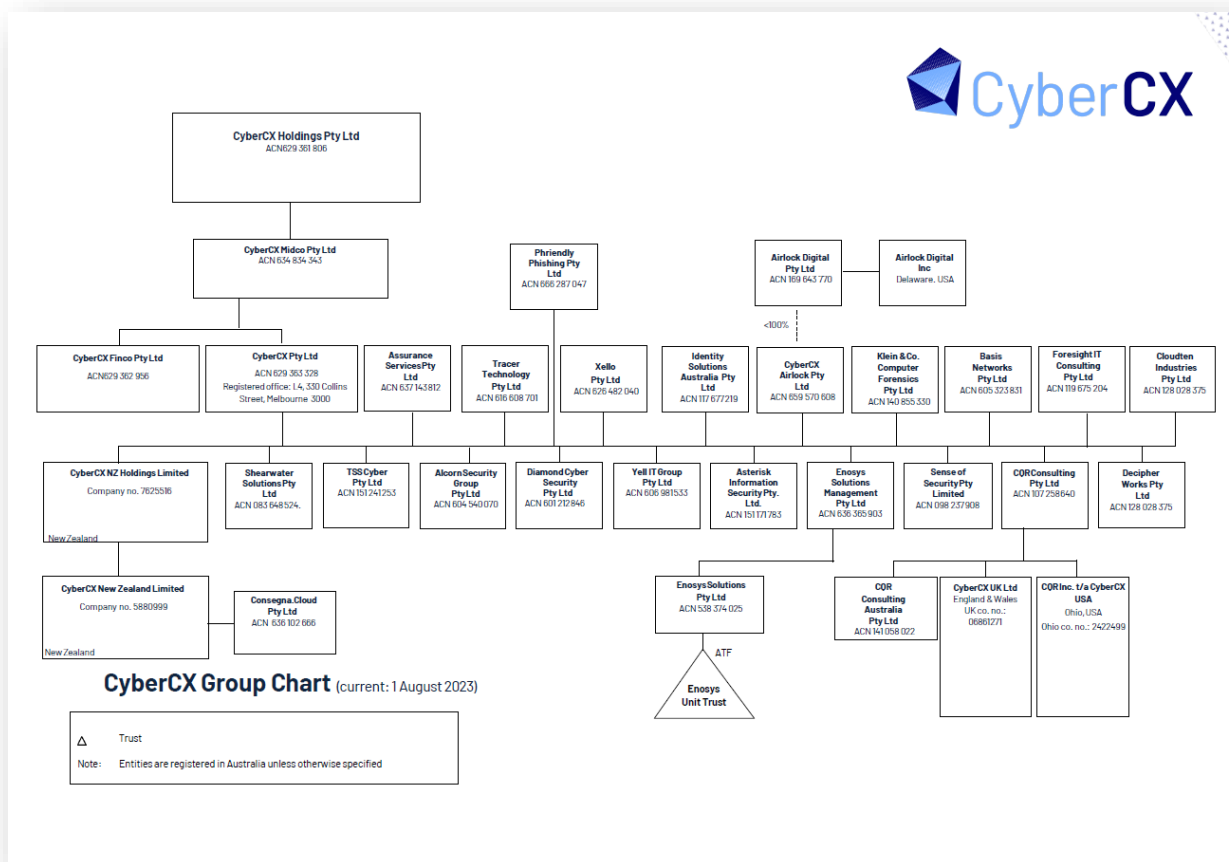 CyberCX
CyberCX Holdings Pty Ltd
ACN629 361 806
CyberCX Midco Pty Ltd
ACN 634 834 343
Phriendly
Phishing Pty
Ltd
ACN 666 287 047
Airlock Digital
Pty Ltd
ACN 169 643 770
Airlock Digital
Inc
Delaware, USA
<100%
CyberCX Finco Pty Ltd
ACN629 362 956
CyberCX Pty Ltd
ACN 629 363 328
Registered office: L4, 330 Collins
Street, Melbourne 3000
Assurance
ServicesPty
Ltd
ACN 637 143 812
Tracer
Technology
Pty Ltd
ACN 616 608 701
Xello
Pty Ltd
ACN 626 482 040
Identity
Solutions
Australia Pty
Ltd
ACN 117 677219
CyberCX
Airlock Pty
Ltd
ACN 659 570 608
Klein & Co.
Computer
Forensics
Pty Ltd
ACN 140 855 330
Basis
Networks
Pty Ltd
ACN 605 323 831
Foresight IT
Consulting
Pty Ltd
ACN 119 675 204
Cloudten
Industries
Pty Ltd
ACN 128 028 375
CyberCX NZ Holdings Limited
Company no. 7625516
New Zealand
Shearwater
Solutions Pty
Ltd
ACN 083 648 524.
TSS Cyber
Pty Ltd
ACN 151 241 253
Alcorn Security
Group
Pty Ltd
ACN 604 540 070
Diamond Cyber
Security
Pty Ltd
ACN 601 212 846
Yell IT Group
Pty Ltd
ACN 606 981 533
Asterisk
Information
Security Pty.
Ltd.
ACN 151 171 783
Enosys
Solutions
Management
Pty Ltd
ACN 636 365 903
Sense of
Security Pty
Limited
ACN 098 237 908
CQR Consulting
Pty Ltd
ACN 107 258 640
Decipher
Works Pty
Ltd
ACN 128 028 375
CyberCX New Zealand Limited
Company no. 5880999
New Zealand
Consegna.Cloud
Pty Ltd
ACN 636 102 666
Enosys Solutions
Pty Ltd
ACN 538 374 025
ATF
Enosys
Unit Trust
CQR
Consulting
Australia
Pty Ltd
ACN 141 058 022
CyberCX UK Ltd
England & Wales
UK co. no.:
06861271
CQR Inc. t/a CyberCX
USA
Ohio, USA
Ohio co. no.: 2422499
CyberCX Group Chart (current: 1 August 2023)
Trust
Note: Entities are registered in Australia unless otherwise specified